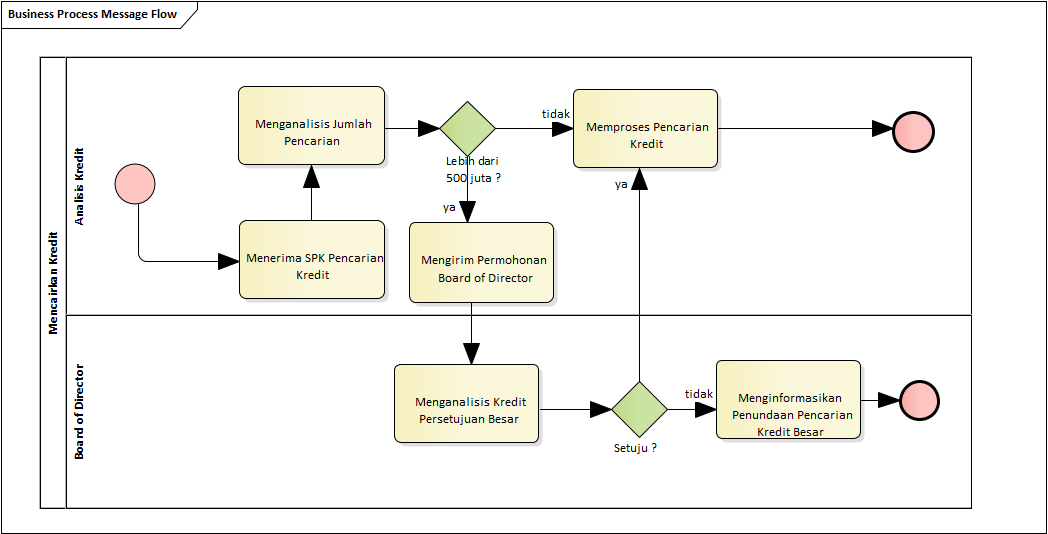 Business Process Message Flow
Mencairkan Kredit
Analisis Kredit
Menganalisis Jumlah
Pencarian
Lebih dari
500 juta ?
tidak
Memproses Pencarian
Kredit
ya
ya
Menerima SPK Pencarian
Kredit
Mengirim Permohonan
Board of Director
Board of Director
Menganalisis Kredit
Persetujuan Besar
Setuju ?
tidak
Menginformasikan
Penundaan Pencarian
Kredit Besar